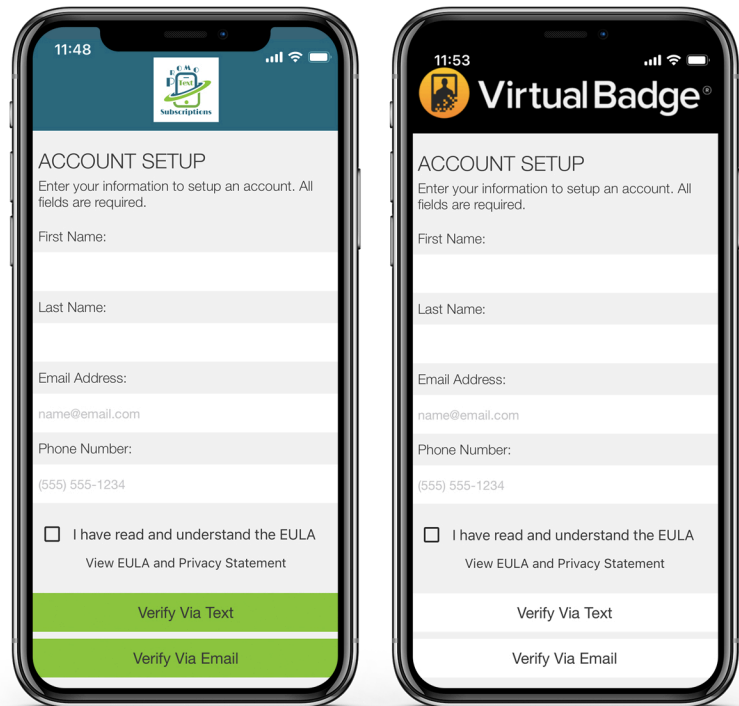 11:48
PROMO
Text
Subscriptions
ACCOUNT SETUP
Enter your information to setup an account. All
fields are required.
First Name:
Last Name:
Email Address:
name@email.com
Phone Number:
(555) 555-1234
I have read and understand the EULA
View EULA and Privacy Statement
Verify Via Text
Verify Via Email
11:53
Virtual Badge®
ACCOUNT SETUP
Enter your information to setup an account. All
fields are required.
First Name:
Last Name:
Email Address:
name@email.com
Phone Number:
(555) 555-1234
I have read and understand the EULA
View EULA and Privacy Statement
Verify Via Text
Verify Via Email